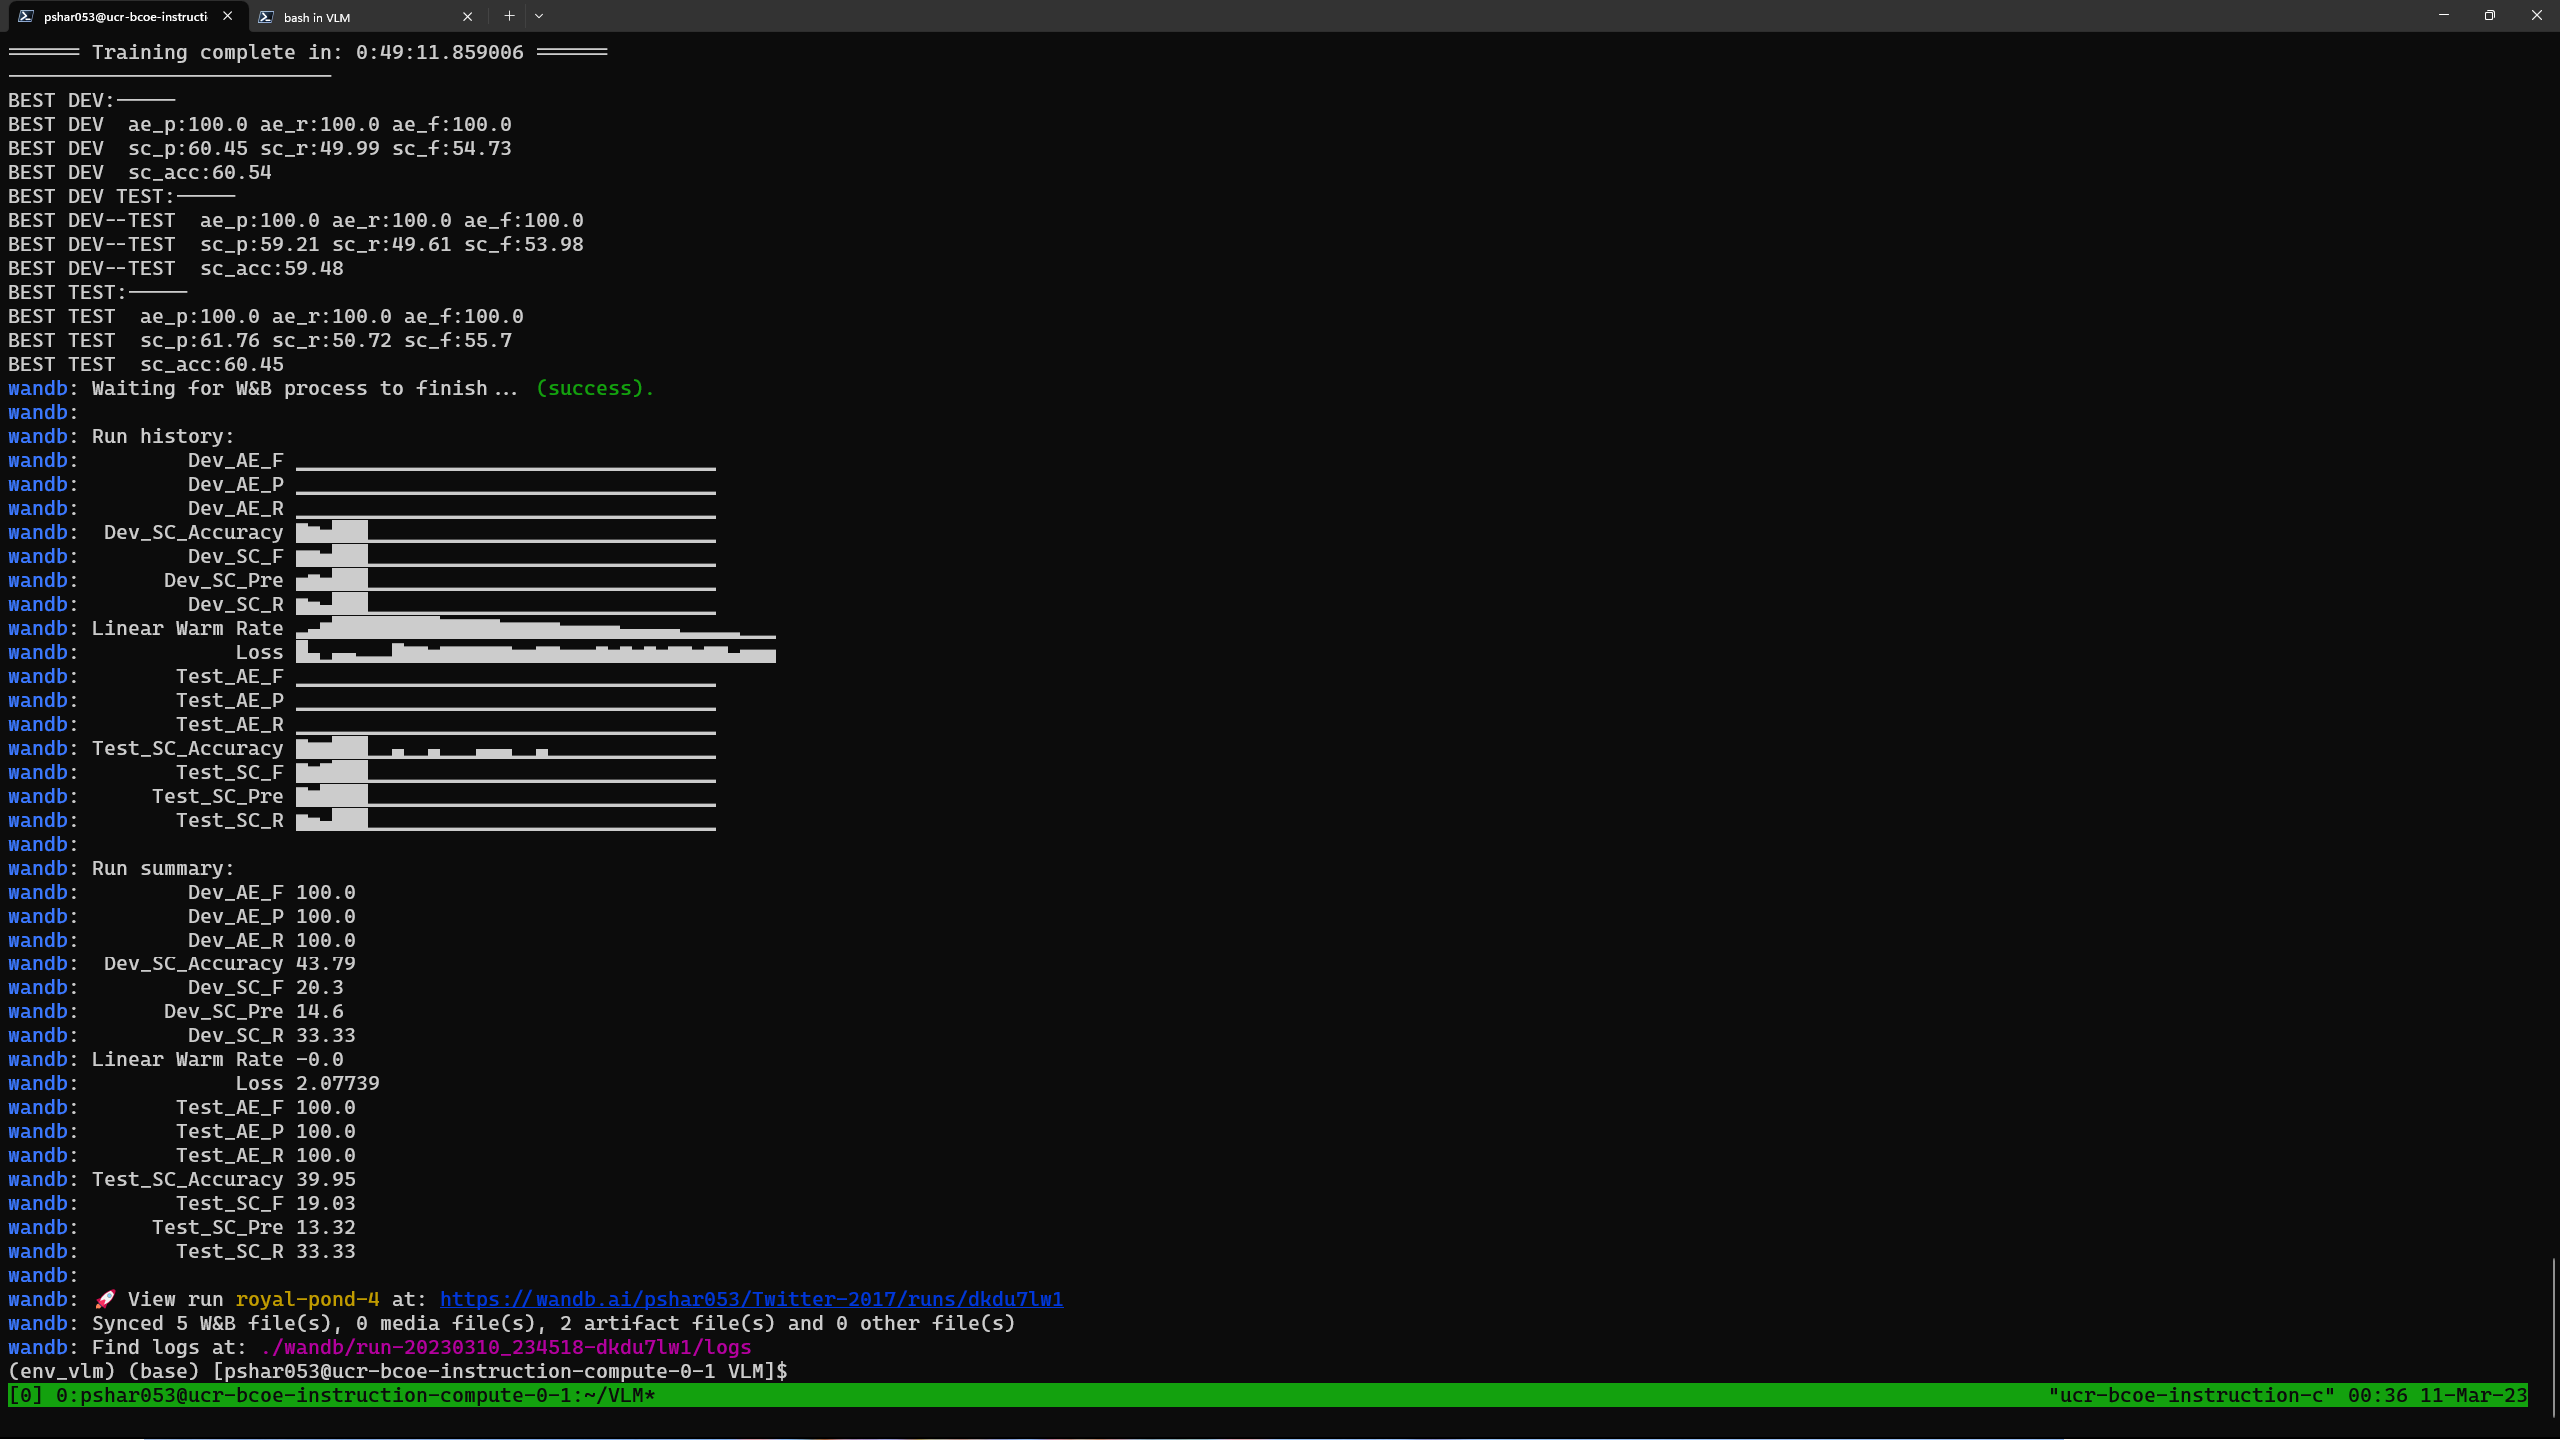 pshar053@ucr-bcoe-instructi
bash in VLM
====== Training complete in: 0:49:11.859006 ======
---------------------------
BEST DEV:-----
BEST DEV  ae_p:100.0 ae_r:100.0 ae_f:100.0
BEST DEV  sc_p:60.45 sc_r:49.99 sc_f:54.73
BEST DEV  sc_acc:60.54
BEST DEV TEST:-----
BEST DEV--TEST  ae_p:100.0 ae_r:100.0 ae_f:100.0
BEST DEV--TEST  sc_p:59.21 sc_r:49.61 sc_f:53.98
BEST DEV--TEST  sc_acc:59.48
BEST TEST:-----
BEST TEST  ae_p:100.0 ae_r:100.0 ae_f:100.0
BEST TEST  sc_p:61.76 sc_r:50.72 sc_f:55.7
BEST TEST  sc_acc:60.45
wandb: Waiting for W&B process to finish... (success).
wandb:
wandb: Run history:
wandb: Dev_AE_F
wandb: Dev_AE_P
wandb: Dev_AE_R
wandb: Dev_SC_Accuracy
wandb: Dev_SC_F
wandb: Dev_SC_Pre
wandb: Dev_SC_R
wandb: Linear Warm Rate
wandb: Loss
wandb: Test_AE_F
wandb: Test_AE_P
wandb: Test_AE_R
wandb: Test_SC_Accuracy
wandb: Test_SC_F
wandb: Test_SC_Pre
wandb: Test_SC_R
wandb:
wandb: Run summary:
wandb: Dev_AE_F 100.0
wandb: Dev_AE_P 100.0
wandb: Dev_AE_R 100.0
wandb: Dev_SC_Accuracy 43.79
wandb: Dev_SC_F 20.3
wandb: Dev_SC_Pre 14.6
wandb: Dev_SC_R 33.33
wandb: Linear Warm Rate -0.0
wandb: Loss 2.07739
wandb: Test_AE_F 100.0
wandb: Test_AE_P 100.0
wandb: Test_AE_R 100.0
wandb: Test_SC_Accuracy 39.95
wandb: Test_SC_F 19.03
wandb: Test_SC_Pre 13.32
wandb: Test_SC_R 33.33
wandb:
wandb: 🚀 View run royal-pond-4 at: https://wandb.ai/pshar053/Twitter-2017/runs/dkdu7lw1
wandb: Synced 5 W&B file(s), 0 media file(s), 2 artifact file(s) and 0 other file(s)
wandb: Find logs at: ./wandb/run-20230310_234518-dkdu7lw1/logs
(env_vlm) (base) [pshar053@ucr-bcoe-instruction-compute-0-1 VLM]$
[0] 0:pshar053@ucr-bcoe-instruction-compute-0-1:~/VLM* "ucr-bcoe-instruction-c" 00:36 11-Mar-23